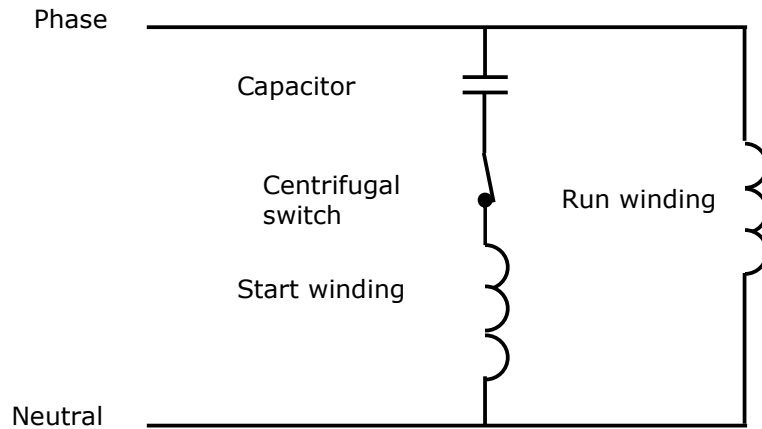 Phase
Capacitor
Centrifugal
switch
Run winding
Start winding
Neutral